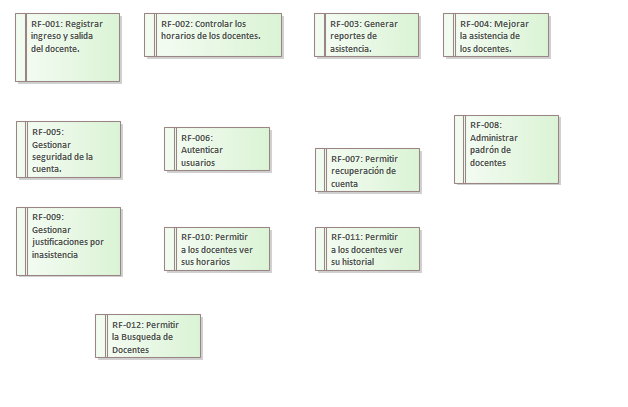 RF-001: Registrar
ingreso y salida
del docente.
RF-002: Controlar los
horarios de los docentes.
RF-003: Generar
reportes de
asistencia.
RF-004: Mejorar
la asistencia de
los docentes.
RF-005:
Gestionar
seguridad de la
cuenta.
RF-006:
Autenticar
usuarios
RF-007: Permitir
recuperación de
cuenta
RF-008:
Administrar
padrón de
docentes
RF-009:
Gestionar
justificaciones por
inasistencia
RF-010: Permitir
a los docentes ver
sus horarios
RF-011: Permitir
a los docentes ver
su historial
RF-012: Permitir
la Busqueda de
Docentes